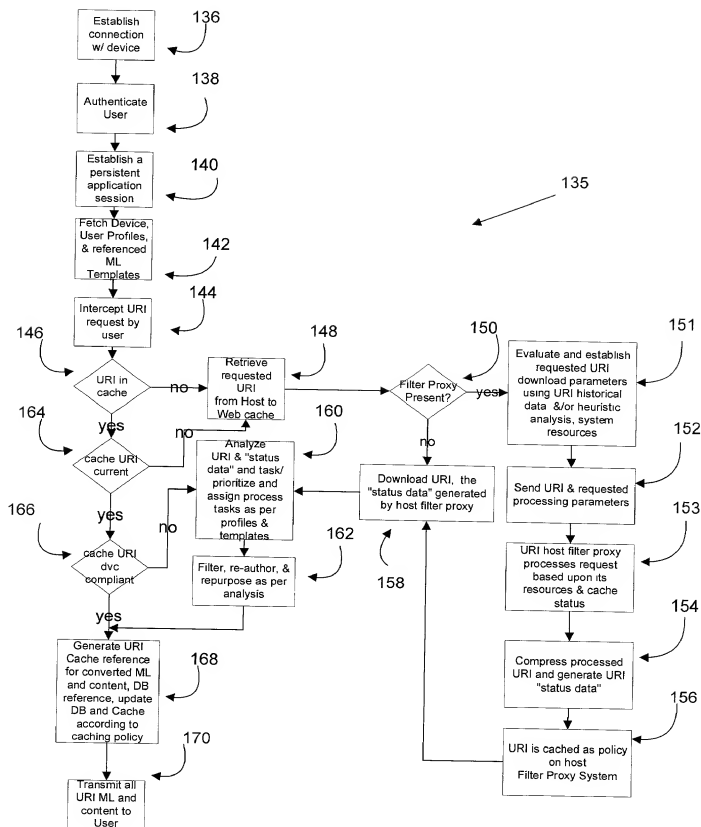 Establish
connection
w/ device
136
138
Authenticate
User
Establish a
persistent
application
session
140
135
Fetch Device,
User Profiles,
& referenced
ML
Templates
142
144
Intercept URI
request by
user
146
URI in
cache
no
yes
148
Retrieve
requested
URI
from Host to
Web cache
150
Filter Proxy
Present?
yes
no
151
Evaluate and establish
requested URI
download parameters
using URI historical
data &/or heuristic
analysis, system
resources
164
cache URI
current
no
yes
160
Analyze
URI & "status
data" and task/
prioritize and
assign process
tasks as per
profiles &
templates
Download URI, the
"status data" generated
by host filter proxy
158
152
Send URI & requested
processing parameters
153
URI host filter proxy
processes request
based upon its
resources & cache
status
166
cache URI
dvc
compliant
no
yes
162
Filter, re-author, &
repurpose as per
analysis
154
Compress processed
URI and generate URI
"status data"
156
URI is cached as policy
on host
Filter Proxy System
Generate URI
Cache reference
for converted ML
and content, DB
reference, update
DB and Cache
according to
caching policy
168
170
Transmit all
URI ML and
content to
User